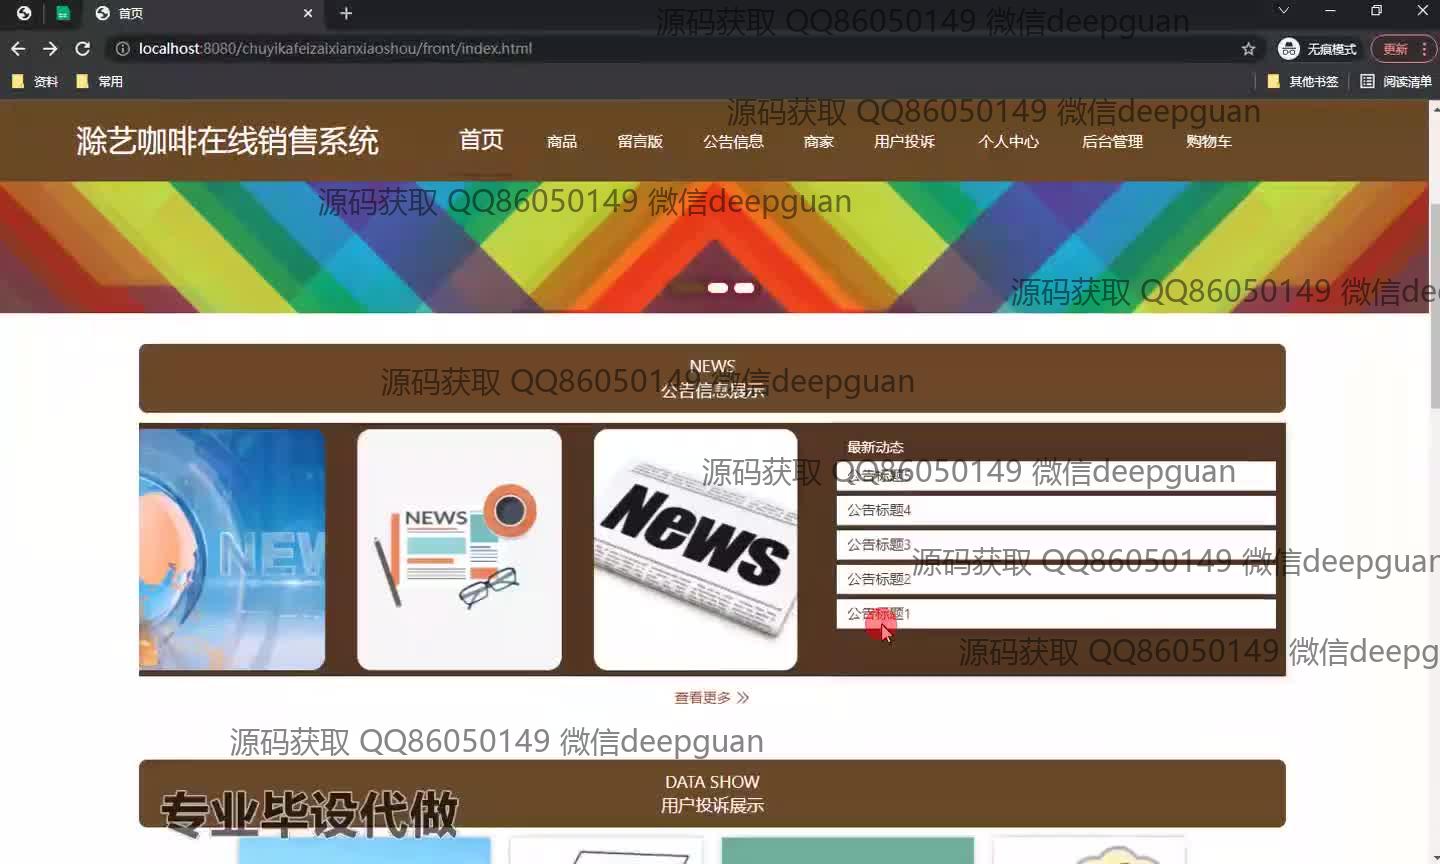 首页
源码获取 QQ86050149 微信deepguan
localhost:8080/chuyikafeizaixianxiaoshou/front/index.html
无痕模式
更新
资料
常用
其他书签
阅读清单
源码获取 QQ86050149 微信deepguan
滁艺咖啡在线销售系统
首页
商品
留言版
公告信息
商家
用户投诉
个人中心
后台管理
购物车
源码获取 QQ86050149 微信deepguan
源码获取 QQ86050149 微信de
NEWS
源码获取 QQ86050149 微信deepguan
公告信息展示
最新动态
源码获取 QQ86050149 微信deepguan
公告标题5
公告标题4
NEWS
News
NEW
公告标题3
源码获取 QQ86050149 微信deepguan
公告标题2
公告标题1
源码获取 QQ86050149 微信deepg
查看更多
源码获取 QQ86050149 微信deepguan
DATA SHOW
用户投诉展示
专业毕设代做